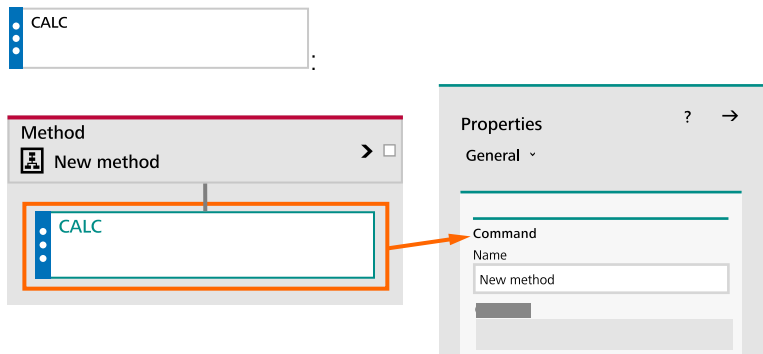 CALC
:
Method
New method
CALC
Properties
?
General
Command
Name
New method